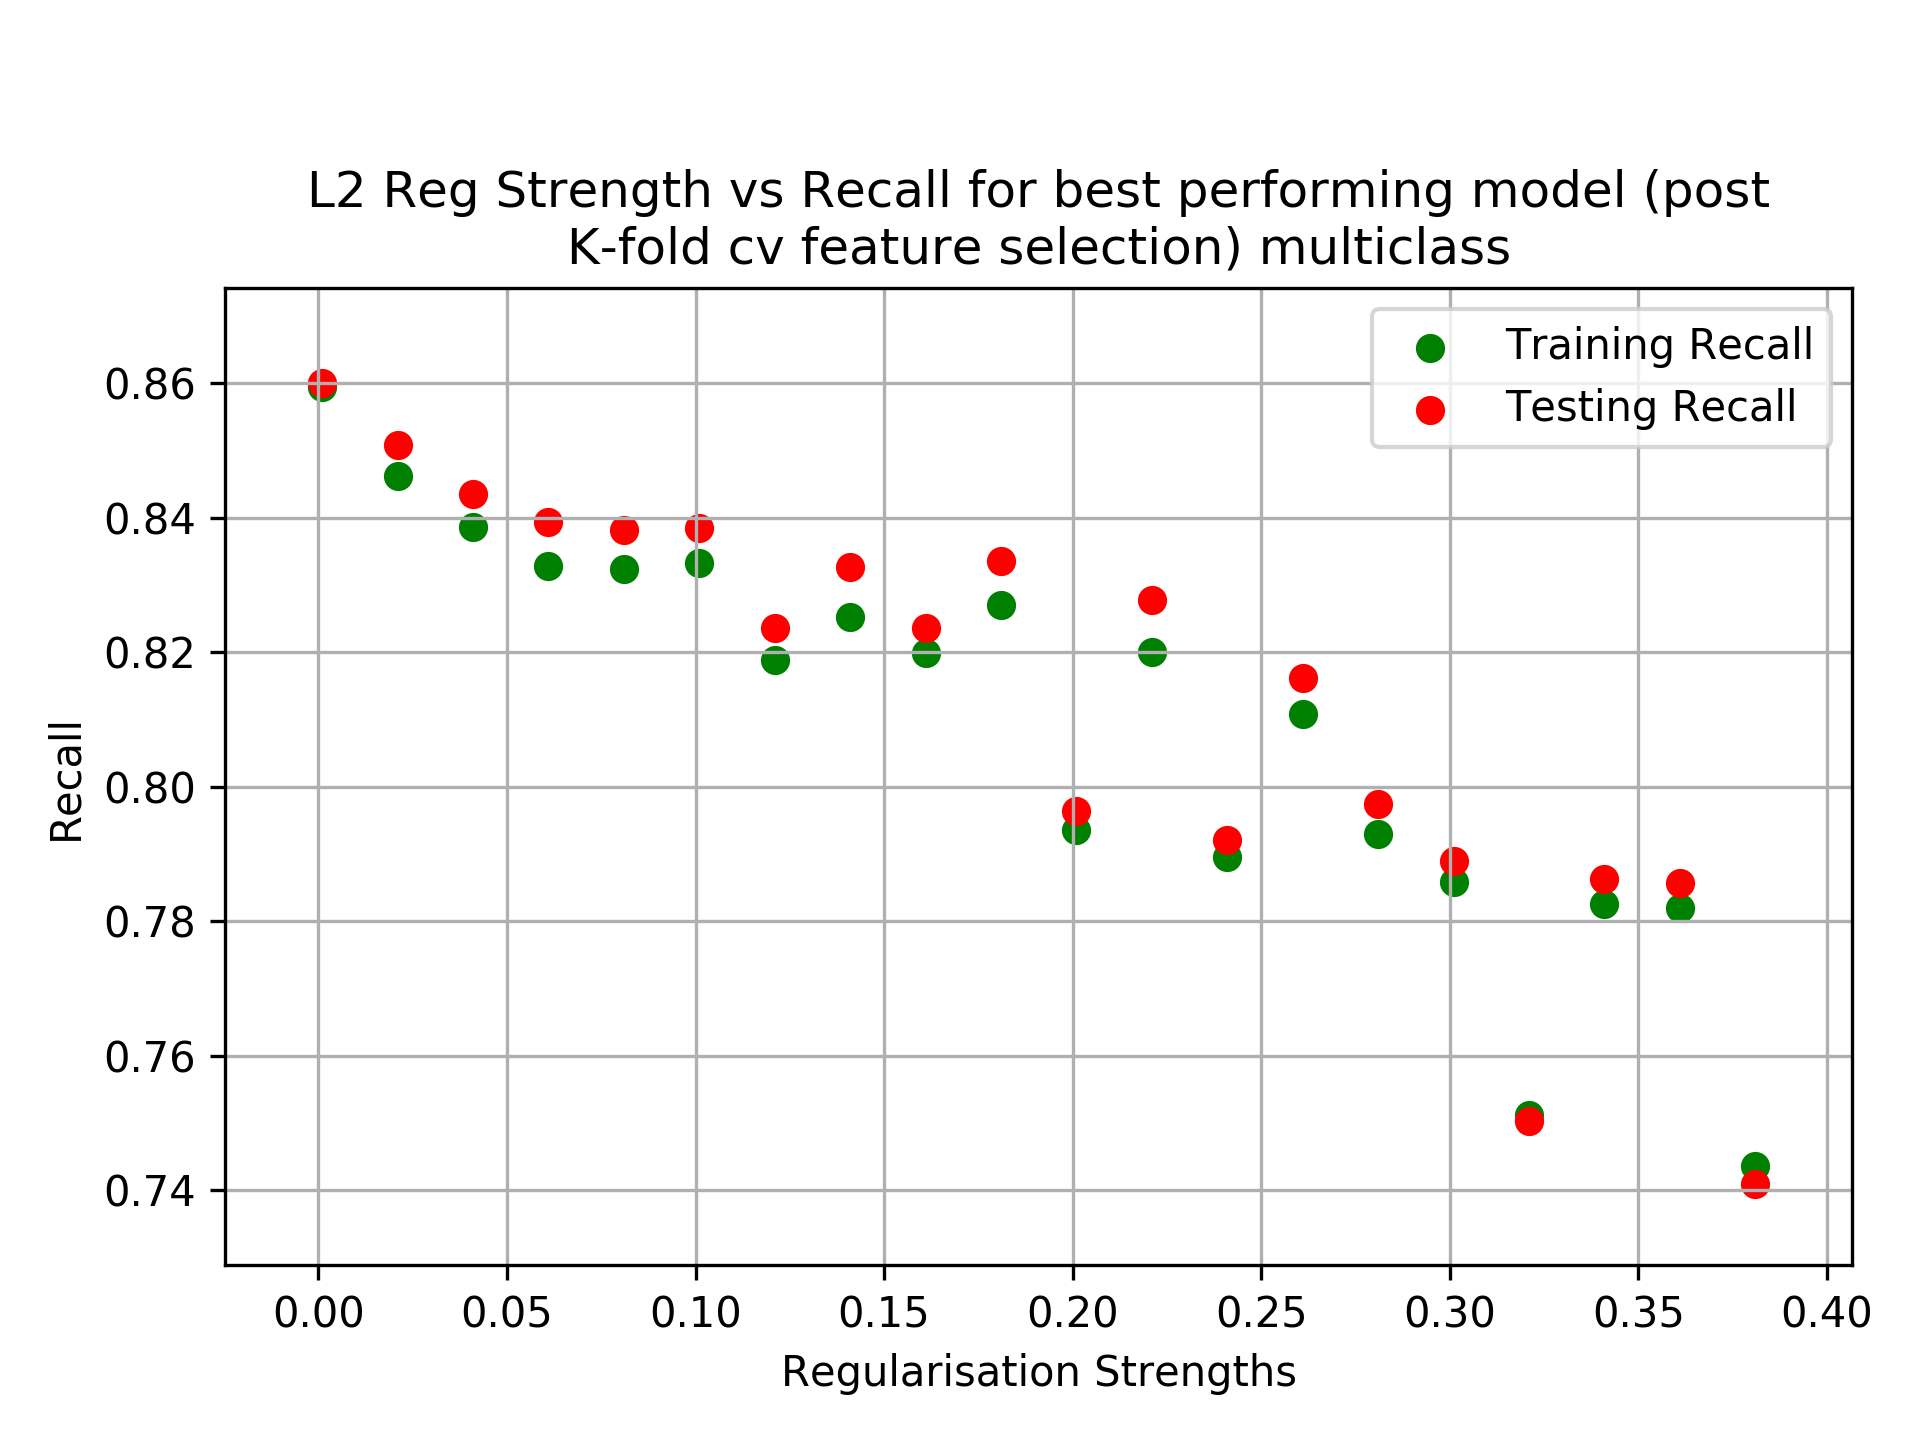 L2 Reg Strength vs Recall for best performing model (post
K-fold cv feature selection) multiclass
Training Recall
Testing Recall
0.86
0.84
0.82
0.80
0.78
0.76
0.74
Recall
0.00 0.05 0.10 0.15 0.20 0.25 0.30 0.35 0.40
Regularisation Strengths